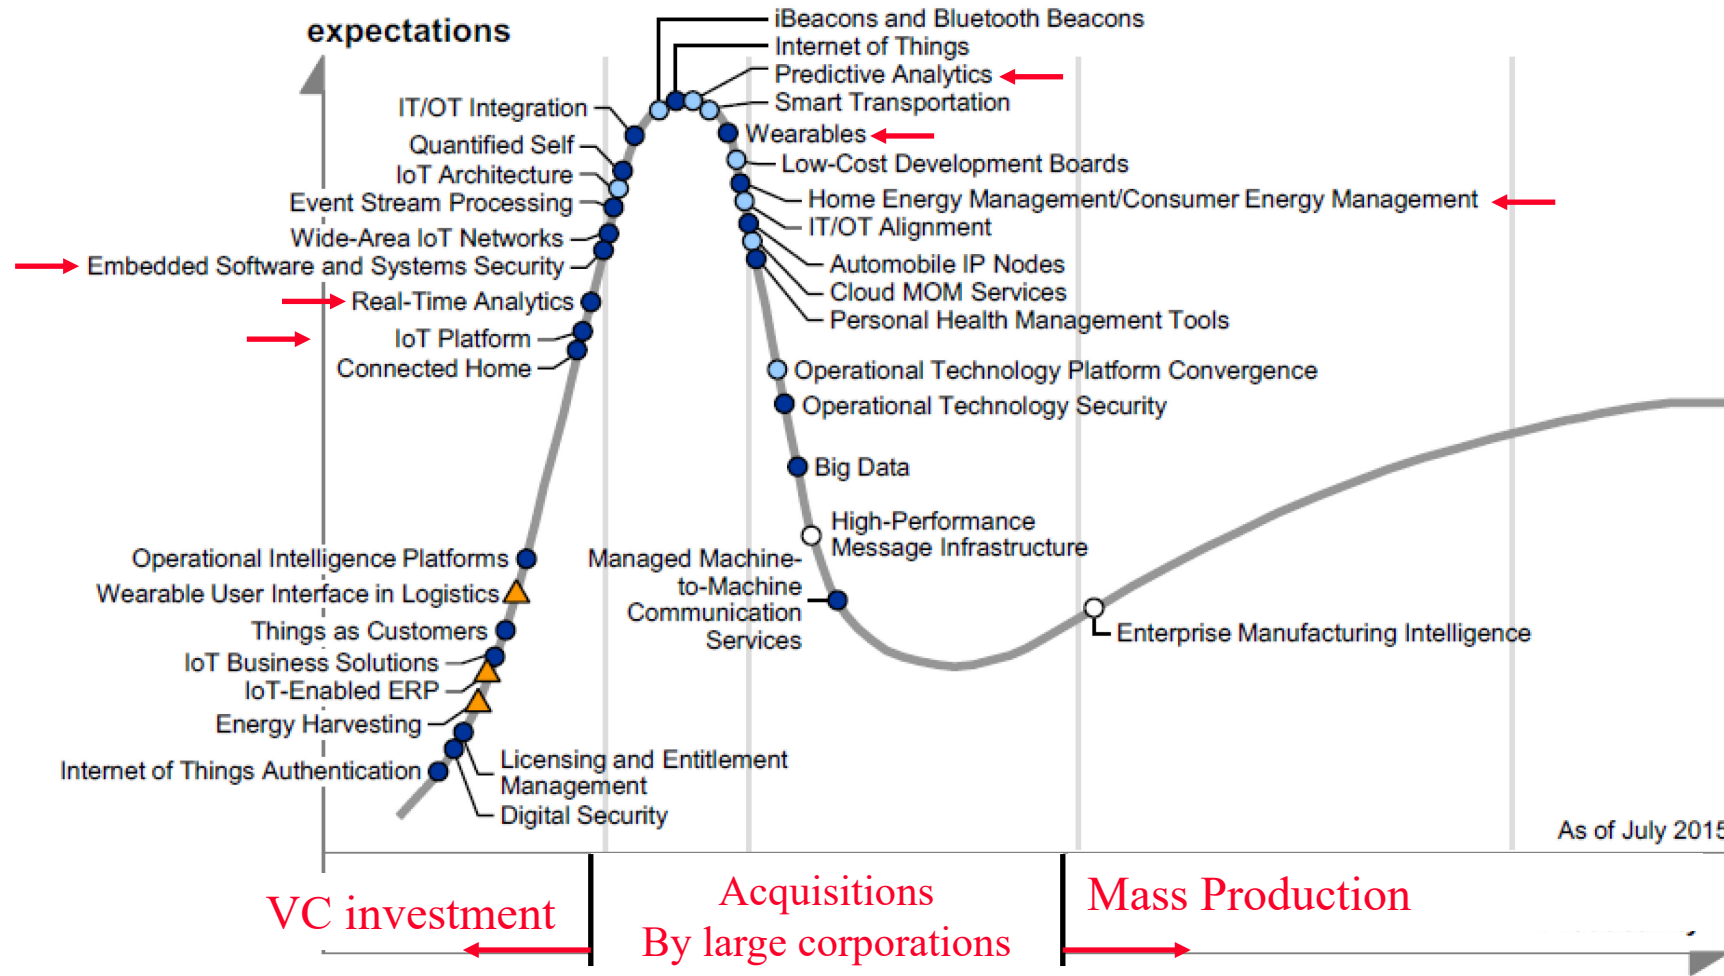 expectations
iBeacons and Bluetooth Beacons
Internet of Things
Predictive Analytics
Smart Transportation
Wearables
Low-Cost Development Boards
Home Energy Management/Consumer Energy Management
IT/OT Alignment
Automobile IP Nodes
Cloud MOM Services
Personal Health Management Tools
Operational Technology Platform Convergence
Operational Technology Security
Big Data
High-Performance
Message Infrastructure
IT/OT Integration
Quantified Self
IoT Architecture
Event Stream Processing
Wide-Area IoT Networks
Embedded Software and Systems Security
Real-Time Analytics
IoT Platform
Connected Home
Operational Intelligence Platforms
Wearable User Interface in Logistics
Things as Customers
IoT Business Solutions
IoT-Enabled ERP
Energy Harvesting
Internet of Things Authentication
Licensing and Entitlement
Management
Digital Security
Managed Machine-
to-Machine
Communication
Services
Enterprise Manufacturing Intelligence
As of July 2015
VC investment
Acquisitions
By large corporations
Mass Production